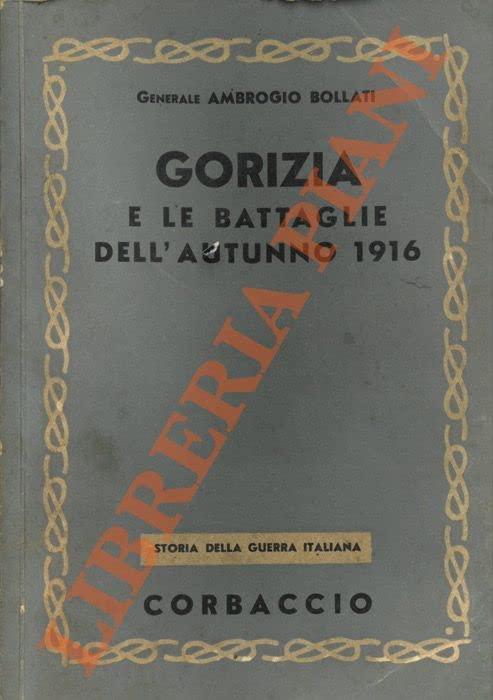 GENERALE AMBROGIO BOLLATI
GORIZIA
E LE BATTAGLIE
DELL'AUTUNNO 1916
STORIA DELLA GUERRA ITALIANA
CORBACCIO
LIBRERIA PIANI